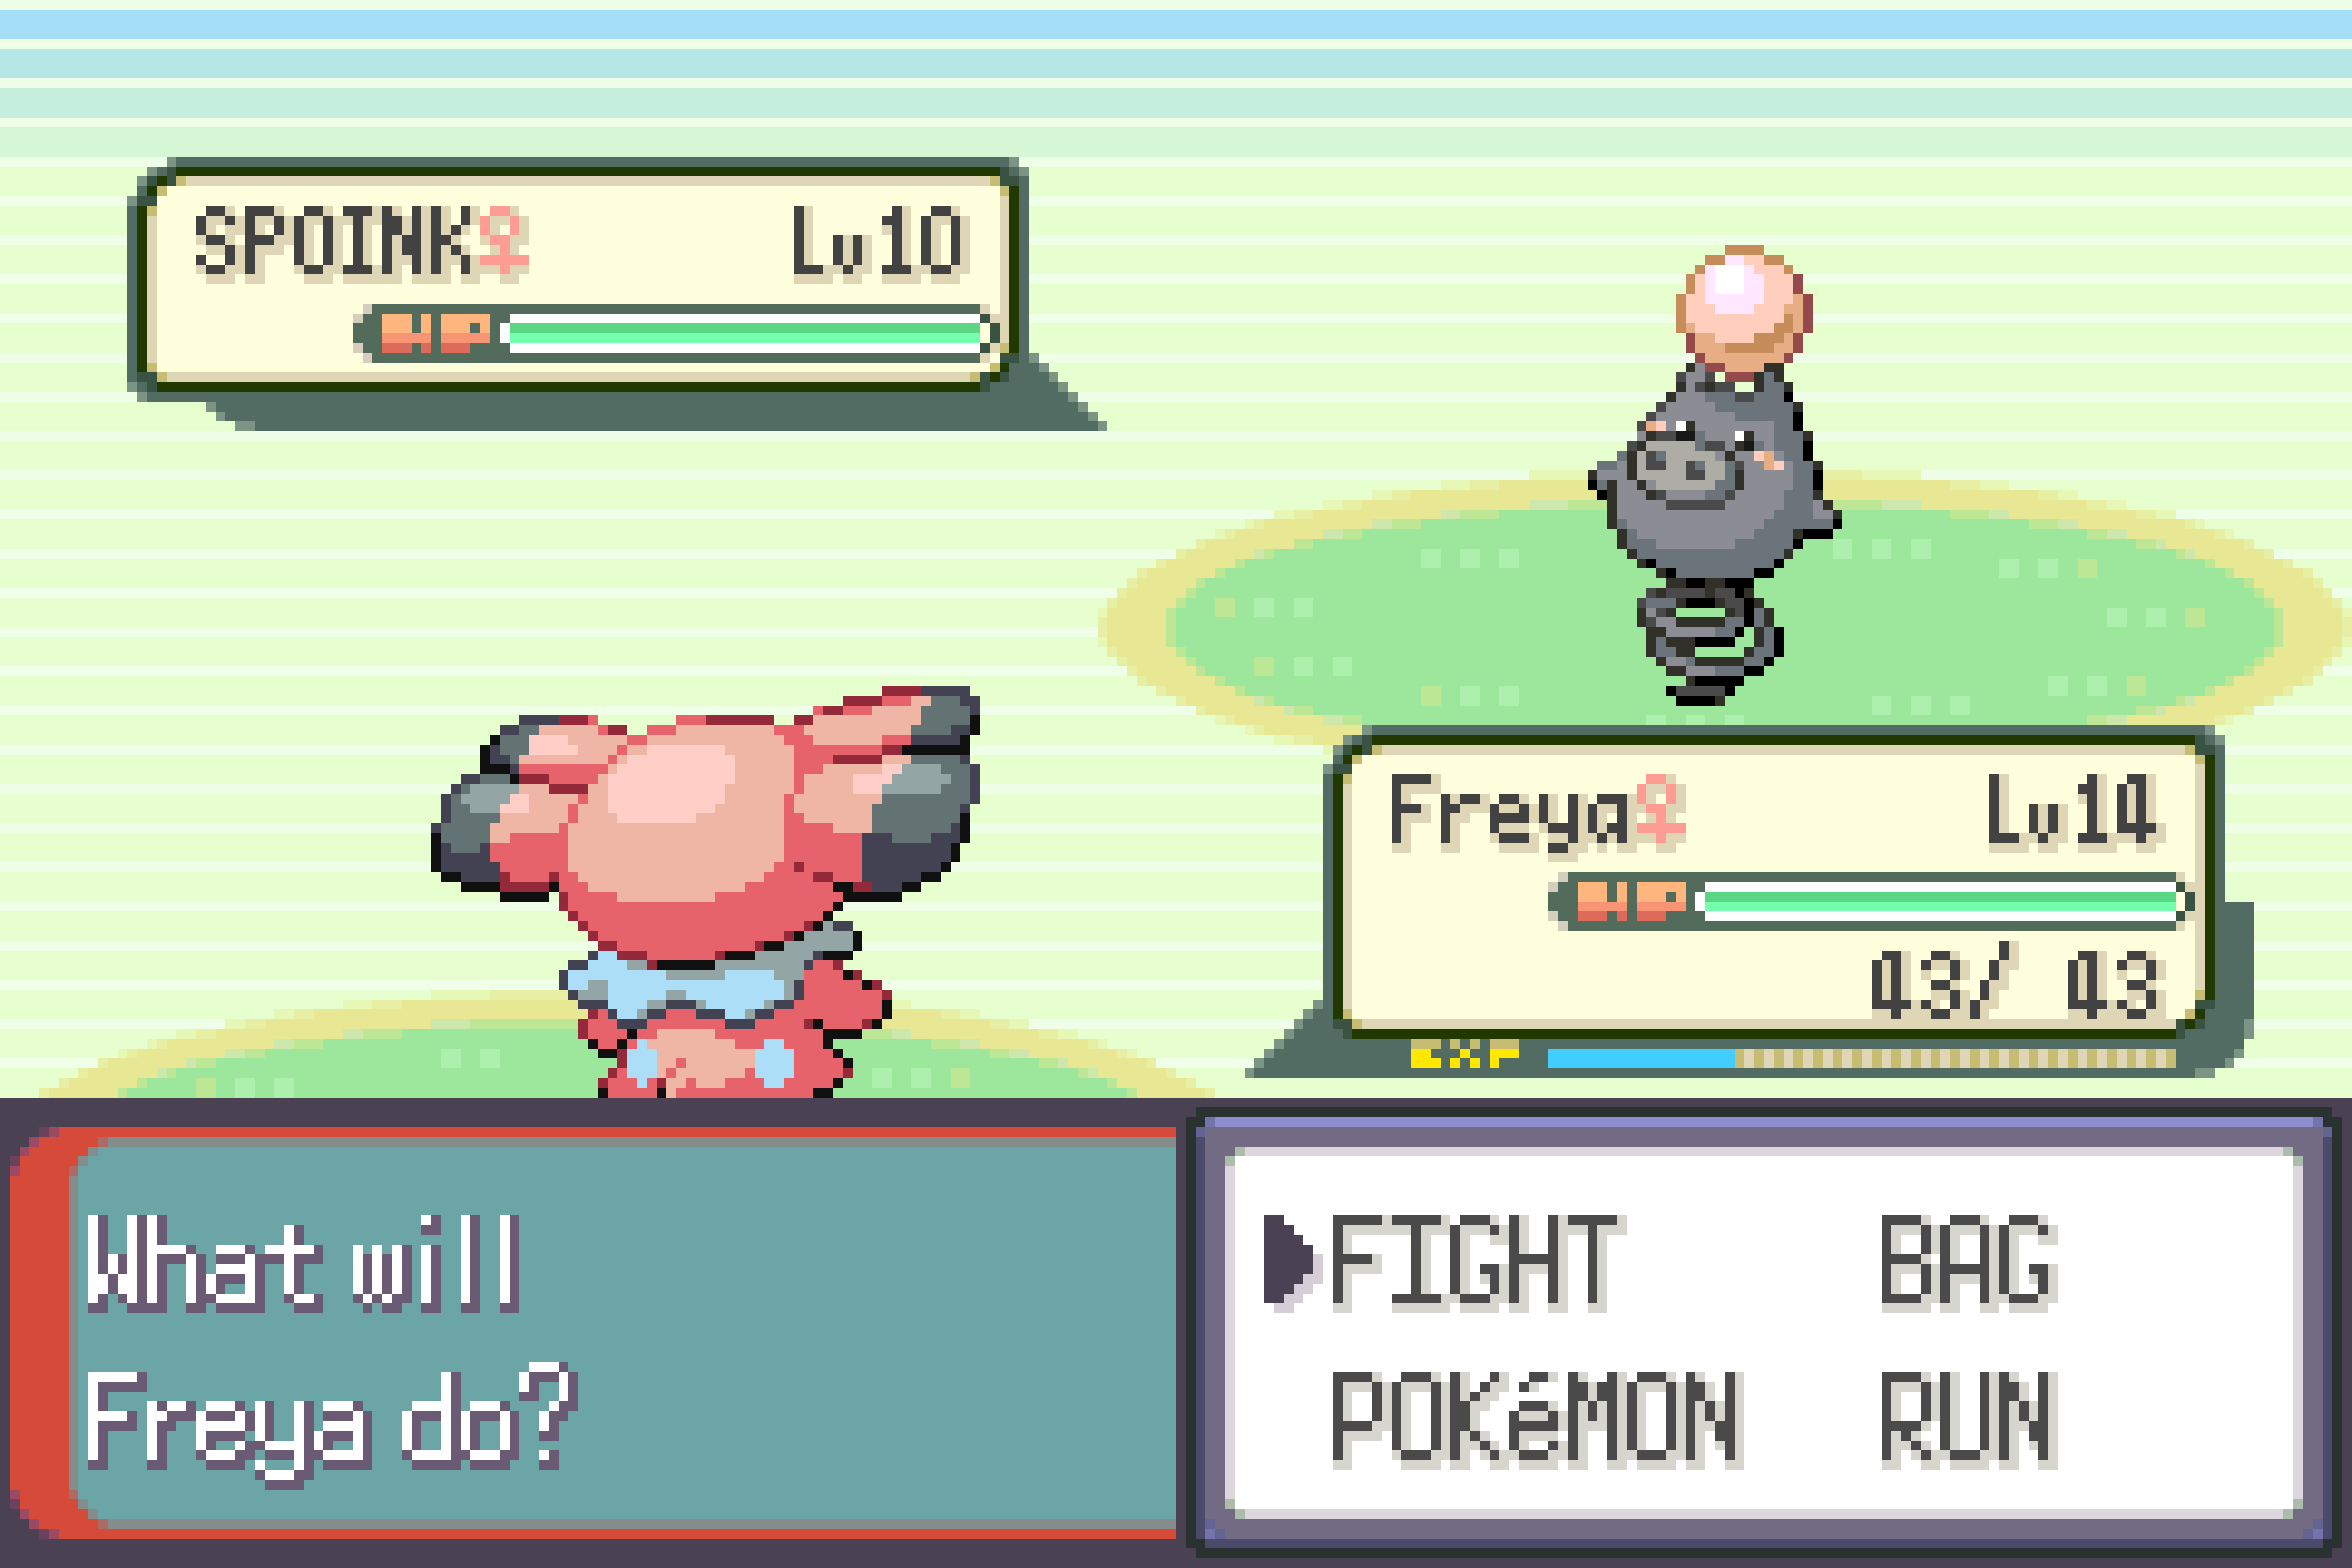 SPOINK♀ Lv10
HP
Freya♀ Lv14
HP
43/ 43
EXP
What will
Freya do?
FIGHT BAG
POKéMON RUN